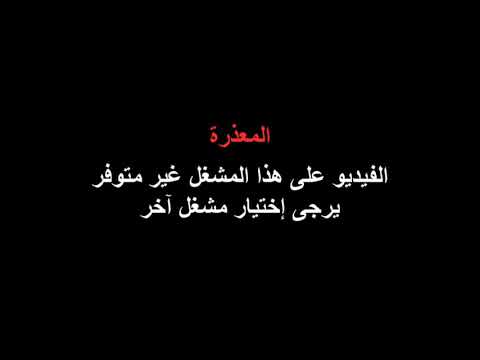 المعذرة
الفيديو على هذا المشغل غير متوفر
يرجى إختيار مشغل آخر